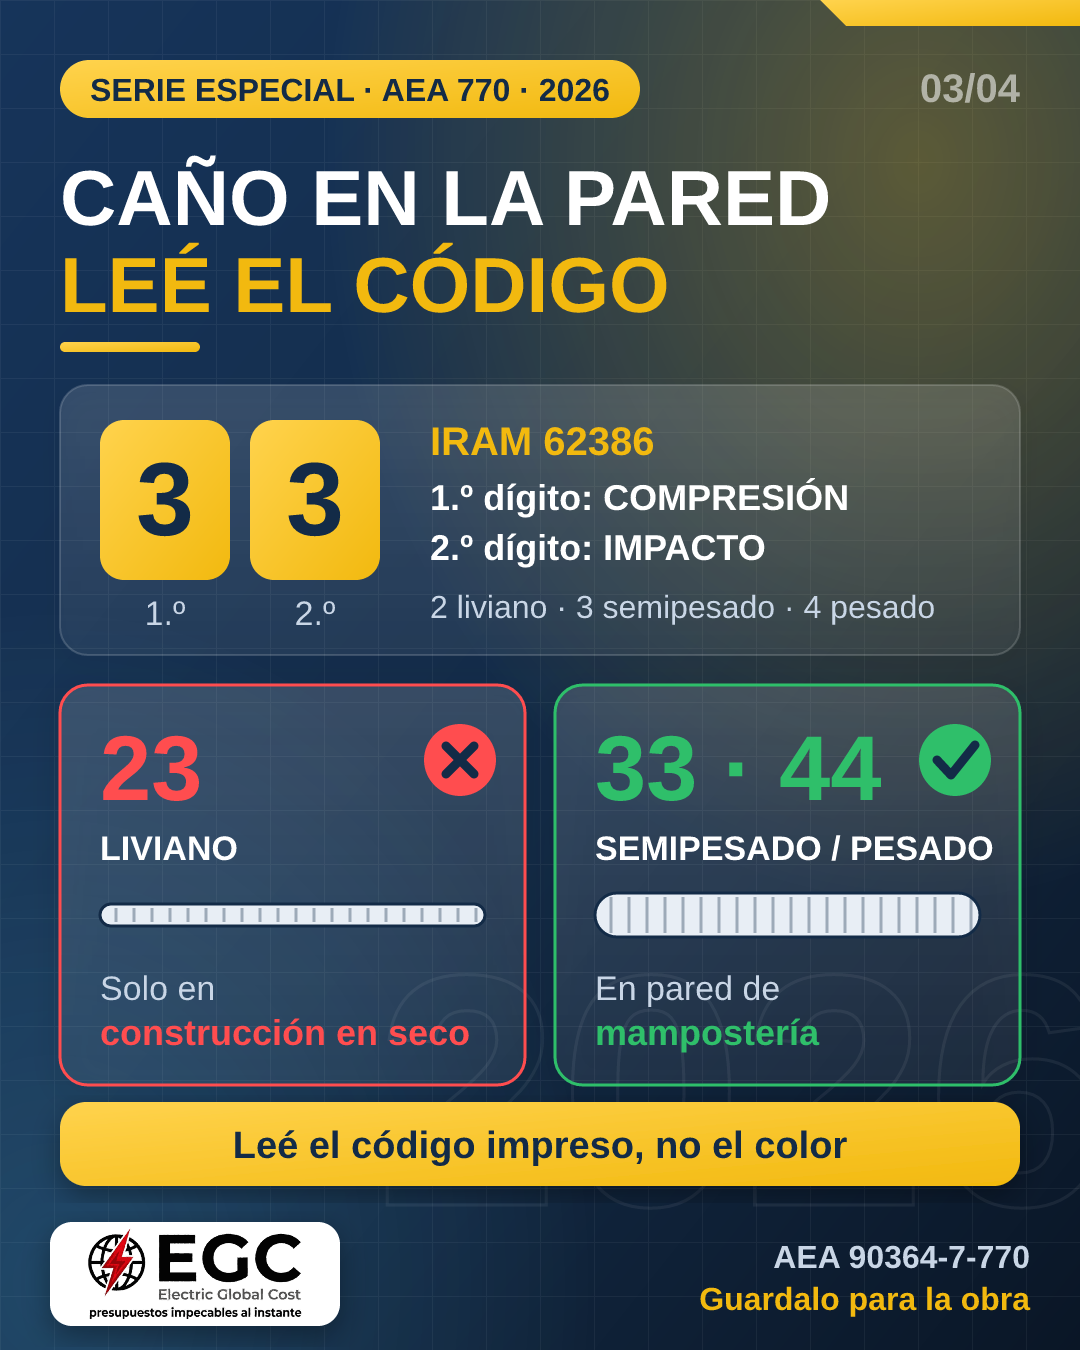 SERIE ESPECIAL · AEA 770 · 2026
03/04
CAÑO EN LA PARED
LEÉ EL CÓDIGO
3 3
1.º 2.º
IRAM 62386
1.º dígito: COMPRESIÓN
2.º dígito: IMPACTO
2 liviano · 3 semipesado · 4 pesado
23
LIVIANO
Solo en
construcción en seco
33 · 44
SEMIPESADO / PESADO
En pared de
mampostería
2026
Leé el código impreso, no el color
EGC
Electric Global Cost
presupuestos impecables al instante
AEA 90364-7-770
Guardalo para la obra